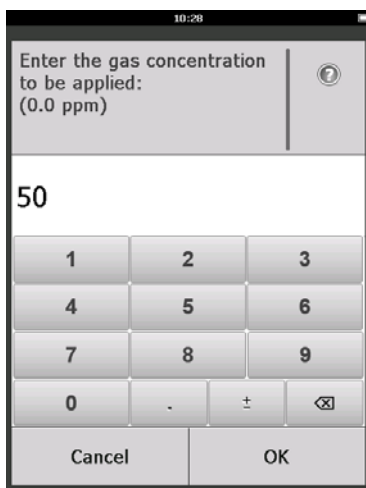 10:28
Enter the gas concentration
to be applied:
(0.0 ppm)
?
50
1 2 3
4 5 6
7 8 9
0 . ±
Cancel OK